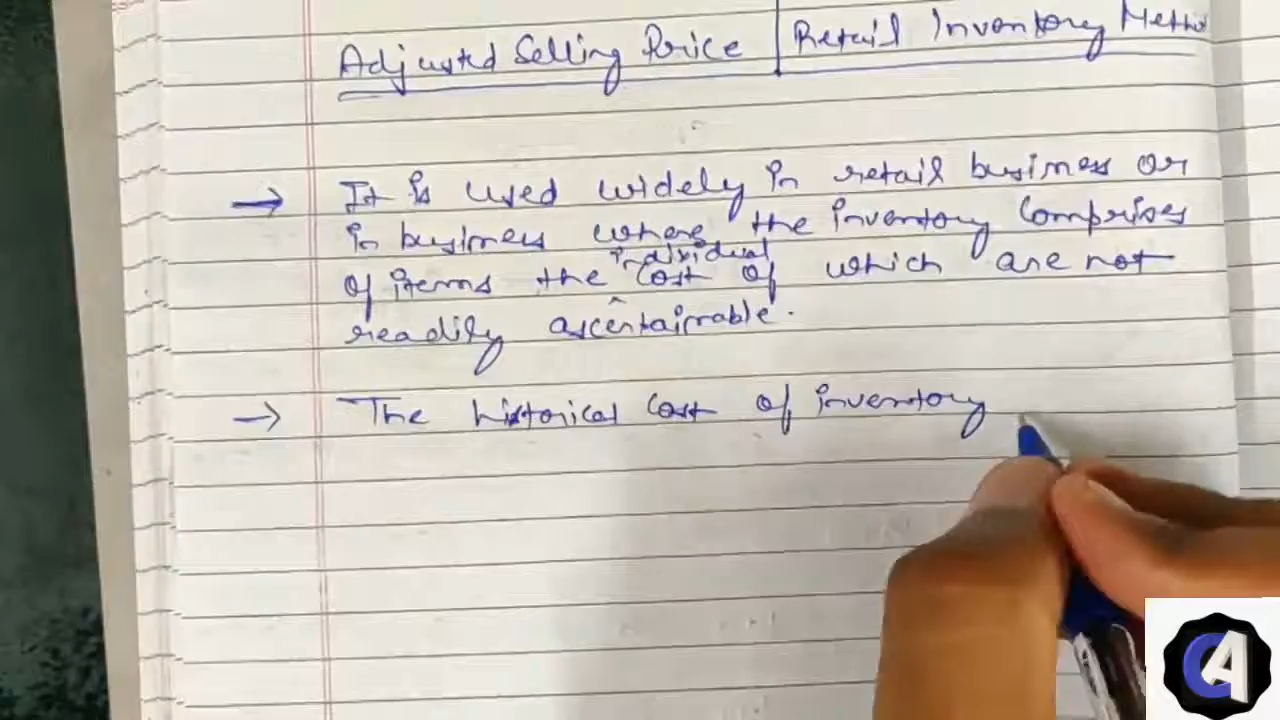 Adjusted Selling Price | Retail Inventory Metho
→ It is used widely in retail business or
in business where the inventory comprises
individual
of items the cost of which are not
readily ascertainable.
→ The historical cost of inventory
CA